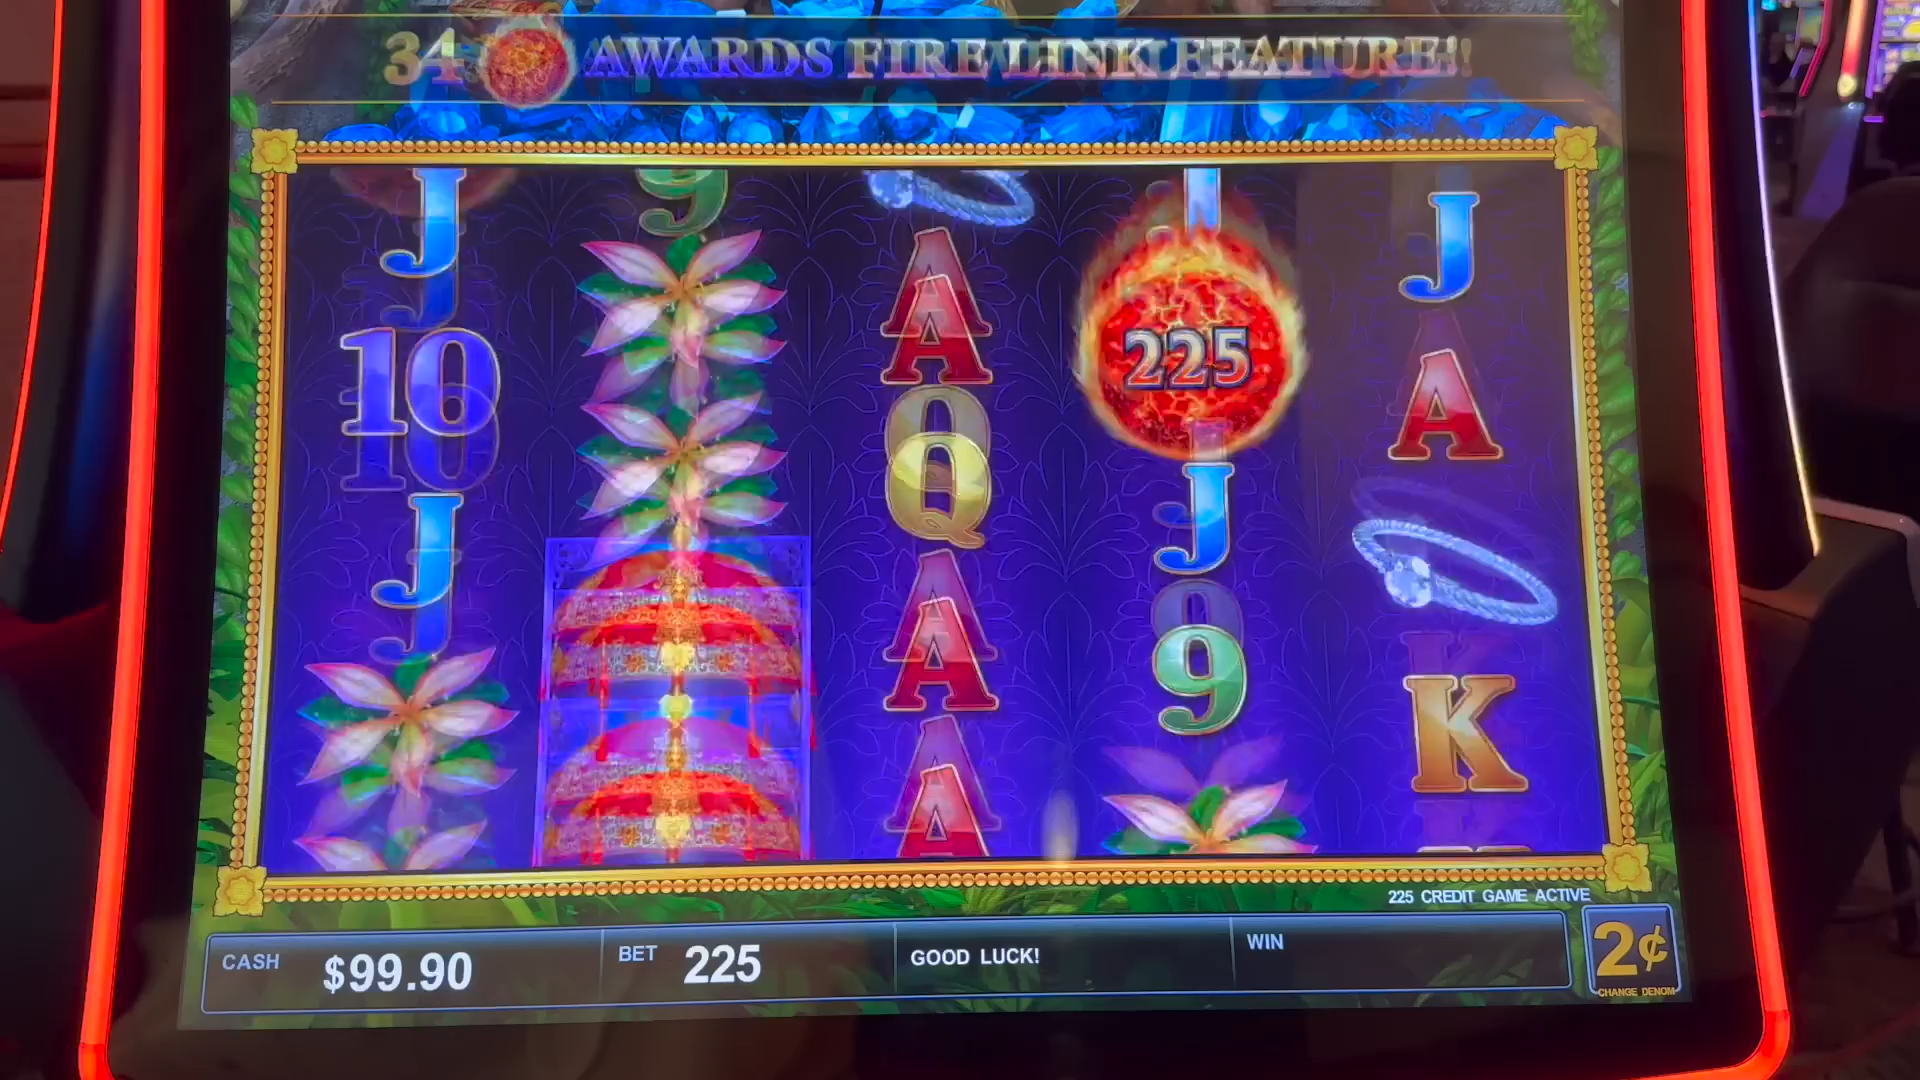 AWARDS FIRE LINK FEATURE!
9
J
J
225
10
A
A
Q
J
J
A
9
K
A
225 CREDIT GAME ACTIVE
CASH $99.90 BET 225 GOOD LUCK! WIN 2¢
CHANGE DENOM